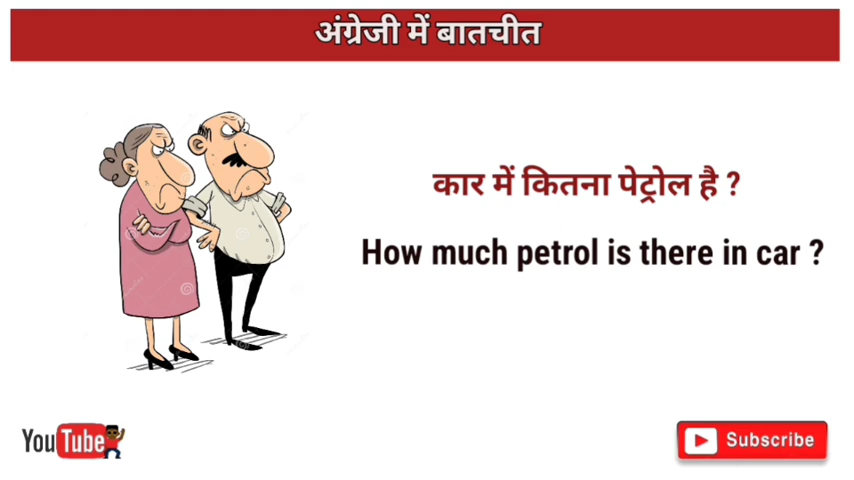 अंग्रेजी में बातचीत
कार में कितना पेट्रोल है ?
How much petrol is there in car ?
YouTube
Subscribe